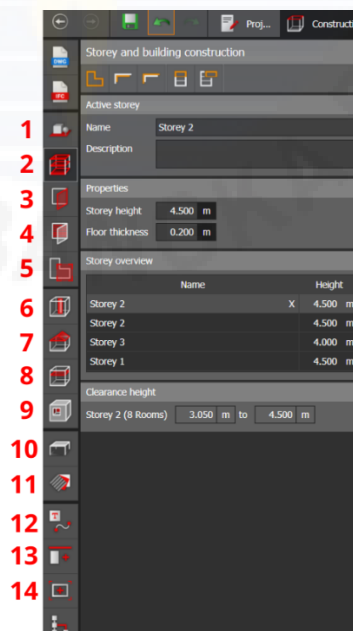 Proj... Constructi
DWG
Storey and building construction
IFC
Active storey
1 Name Storey 2
2 Description
3 Properties
Storey height 4.500 m
4 Floor thickness 0.200 m
5 Storey overview
Name Height
6 Storey 2 X 4.500 m
7 Storey 2 4.500 m
Storey 3 4.000 m
8 Storey 1 4.500 m
9 Clearance height
Storey 2 (8 Rooms) 3.050 m to 4.500 m
10
11
12 T
13
14